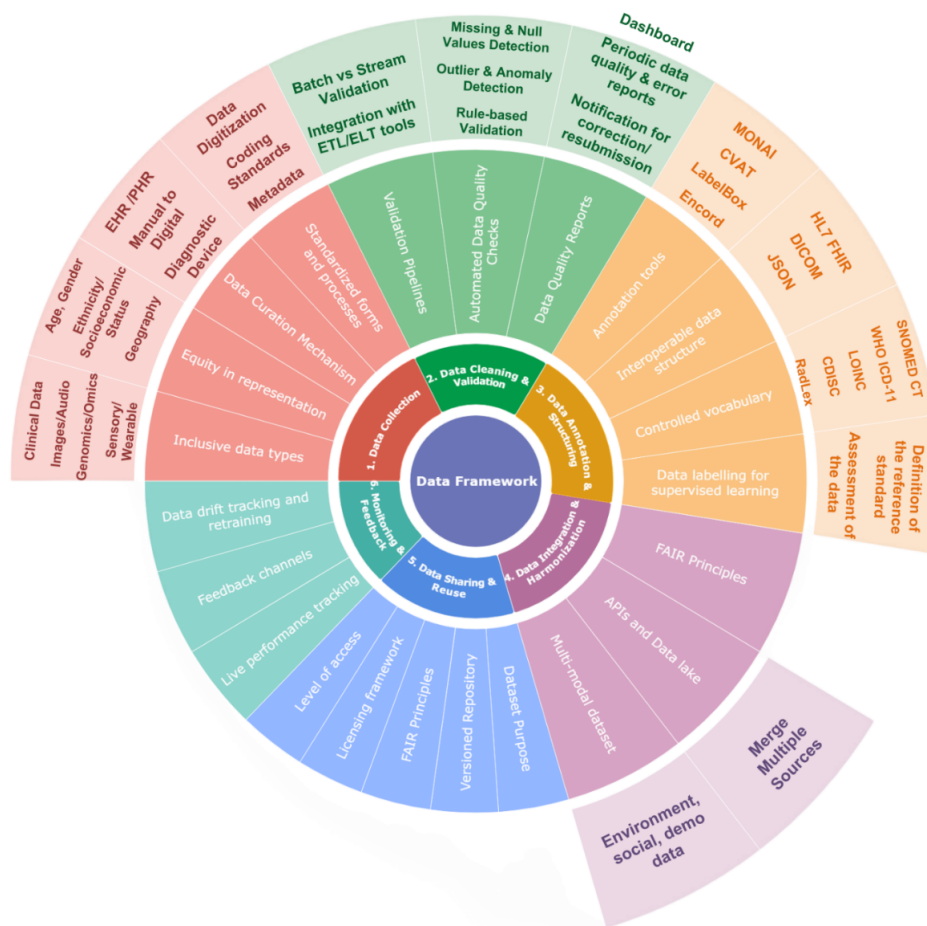 Data Framework
1. Data Collection
2. Data Cleaning &
Validation
3. Data Annotation &
Structuring
4. Data Integration &
Harmonization
5. Data Sharing &
Reuse
6. Monitoring &
Feedback
Inclusive data types
Equity in representation
Data Curation Mechanism
Standardized forms
and processes
Validation Pipelines
Automated Data Quality
Checks
Data Quality Reports
Annotation tools
Interoperable data
structure
Controlled vocabulary
Data labelling for
supervised learning
FAIR Principles
APIs and Data lake
Multi-modal dataset
Dataset Purpose
Versioned Repository
FAIR Principles
Licensing framework
Level of access
Live performance tracking
Feedback channels
Data drift tracking and
retraining
Clinical Data
Images/Audio
Genomics/Omics
Sensory/
Wearable
Age, Gender
Ethnicity/
Socioeconomic
Status
Geography
EHR /PHR
Manual to
Digital
Diagnostic
Device
Data
Digitization
Coding
Standards
Metadata
Batch vs Stream
Validation
Integration with
ETL/ELT tools
Missing & Null
Values Detection
Outlier & Anomaly
Detection
Rule-based
Validation
Dashboard
Periodic data
quality & error
reports
Notification for
correction/
resubmission
MONAI
CVAT
LabelBox
Encord
HL7 FHIR
DICOM
JSON
SNOMED CT
WHO ICD-11
LOINC
CDISC
RadLex
Definition of
the reference
standard
Assessment of
the data
Merge
Multiple
Sources
Environment,
social, demo
data